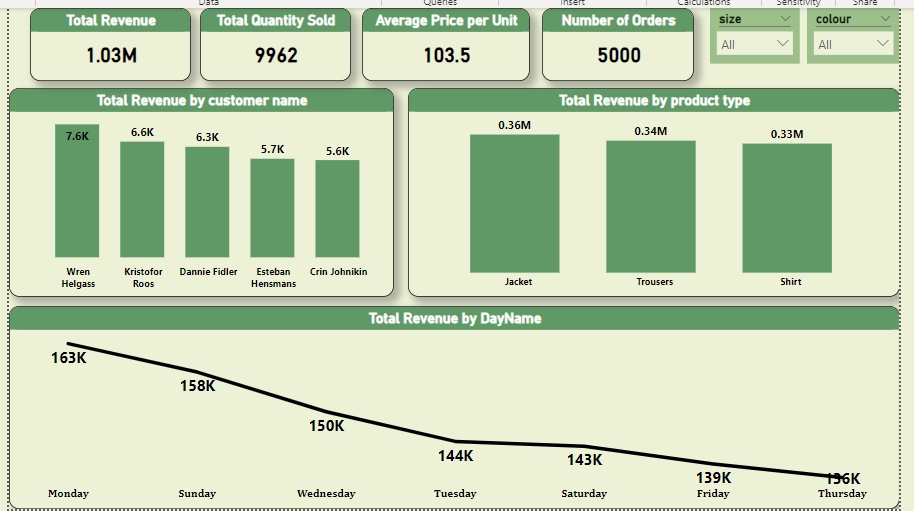 Data Queries Insert Calculations Sensitivity Share
Total Revenue
1.03M
Total Quantity Sold
9962
Average Price per Unit
103.5
Number of Orders
5000
size
All
colour
All
Total Revenue by customer name
7.6K 6.6K 6.3K 5.7K 5.6K
Wren Kristofor Dannie Fidler Esteban Crin Johnikin
Helgass Roos Hensmans
Total Revenue by product type
0.36M 0.34M 0.33M
Jacket Trousers Shirt
Total Revenue by DayName
163K
158K
150K
144K
143K
139K
136K
Monday Sunday Wednesday Tuesday Saturday Friday Thursday